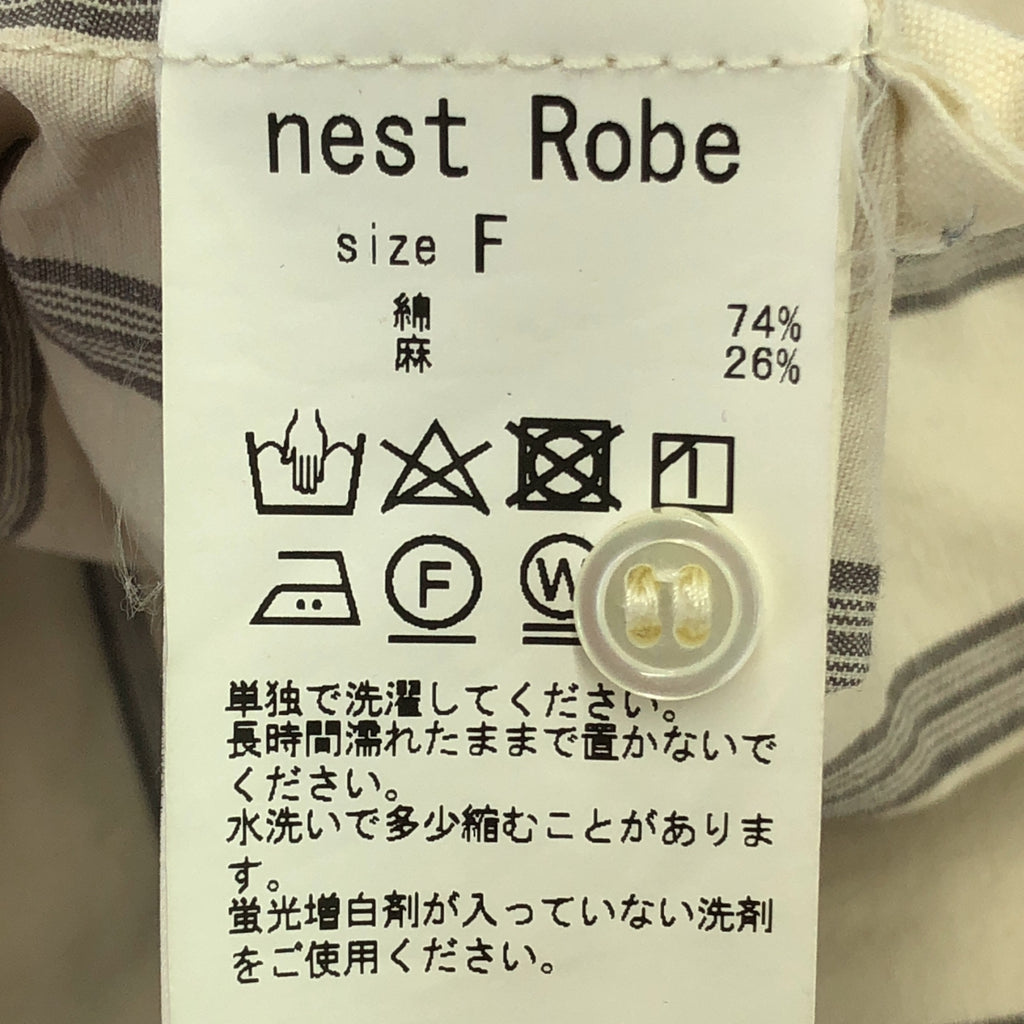 nest Robe
size F
綿 74%
麻 26%
F W
単独で洗濯してください。
長時間濡れたままで置かないで
ください。
水洗いで多少縮むことがありま
す。
蛍光増白剤が入っていない洗剤
をご使用ください。